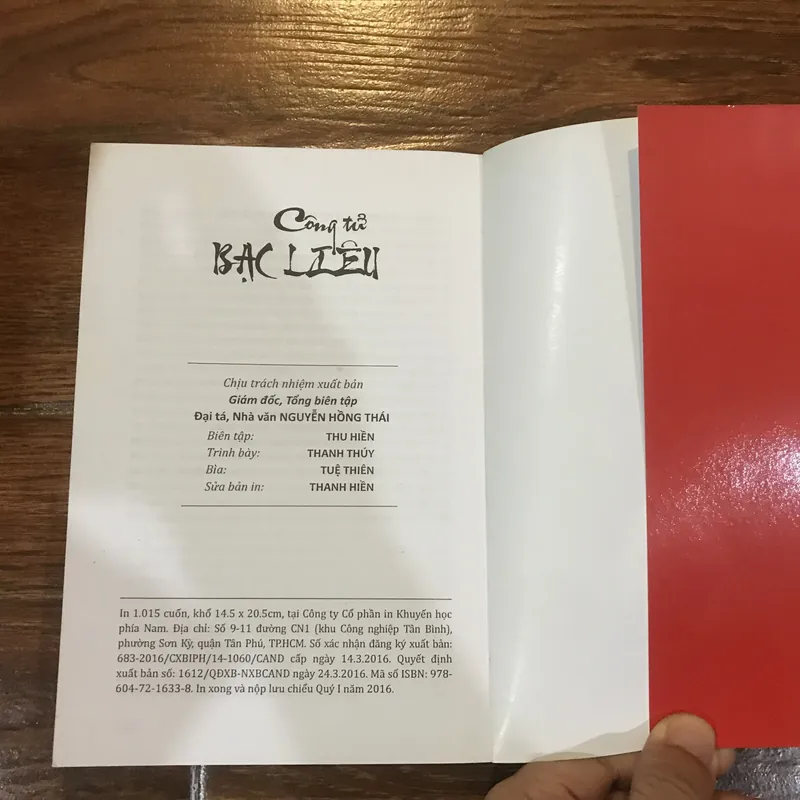 Công tử
BẠC LIÊU
Chịu trách nhiệm xuất bản
Giám đốc, Tổng biên tập
Đại tá, Nhà văn NGUYỄN HỒNG THÁI
Biên tập: THU HIỀN
Trình bày: THANH THÚY
Bìa: TUỆ THIÊN
Sửa bản in: THANH HIỀN
In 1.015 cuốn, khổ 14.5 x 20.5cm, tại Công ty Cổ phần in Khuyến học
phía Nam. Địa chỉ: Số 9-11 đường CN1 (khu Công nghiệp Tân Bình),
phường Sơn Kỳ, quận Tân Phú, TP.HCM. Số xác nhận đăng ký xuất bản:
683-2016/CXBIPH/14-1060/CAND cấp ngày 14.3.2016. Quyết định
xuất bản số: 1612/QĐXB-NXBCAND ngày 24.3.2016. Mã số ISBN: 978-
604-72-1633-8. In xong và nộp lưu chiểu Quý I năm 2016.